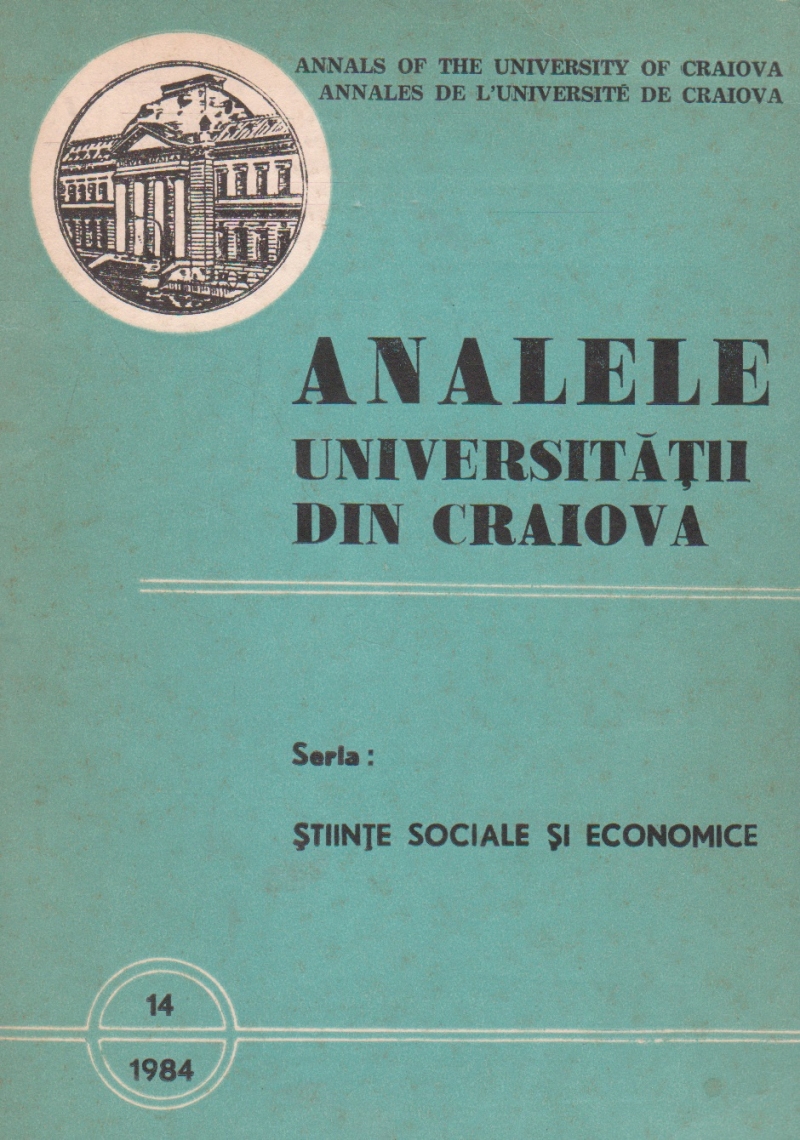 ANNALS OF THE UNIVERSITY OF CRAIOVA
ANNALES DE L'UNIVERSITÉ DE CRAIOVA
UNIVERSITATEA
ANALELE
UNIVERSITĂŢII
DIN CRAIOVA
Seria :
ŞTIINŢE SOCIALE ŞI ECONOMICE
14
1984